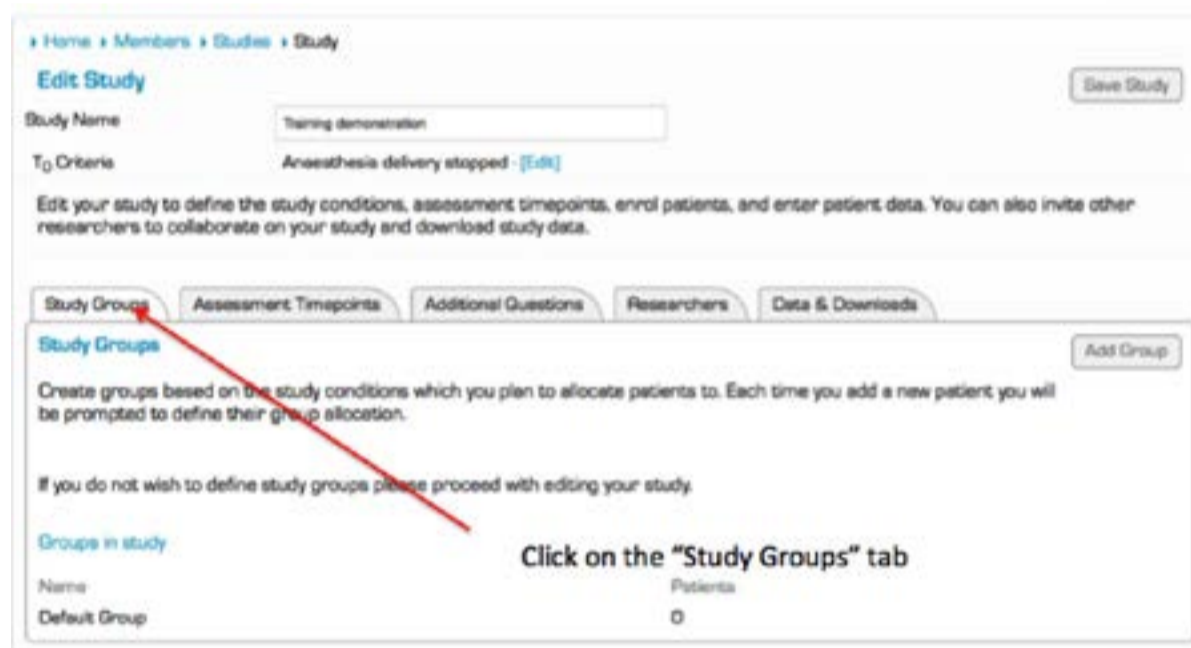 Home Members Studies Study
Edit Study
Save Study
Study Name
Training demonstration
T0 Criteria
Anaesthesia delivery stopped - [Edit]
Edit your study to define the study conditions, assessment timepoints, enrol patients, and enter patient data. You can also invite other
researchers to collaborate on your study and download study data.
Study Groups
Assessment Timepoints
Additional Questions
Researchers
Data & Downloads
Study Groups
Add Group
Create groups based on the study conditions which you plan to allocate patients to. Each time you add a new patient you will
be prompted to define their group allocation.
If you do not wish to define study groups please proceed with editing your study.
Groups in study
Click on the “Study Groups” tab
Name
Patients
Default Group
0